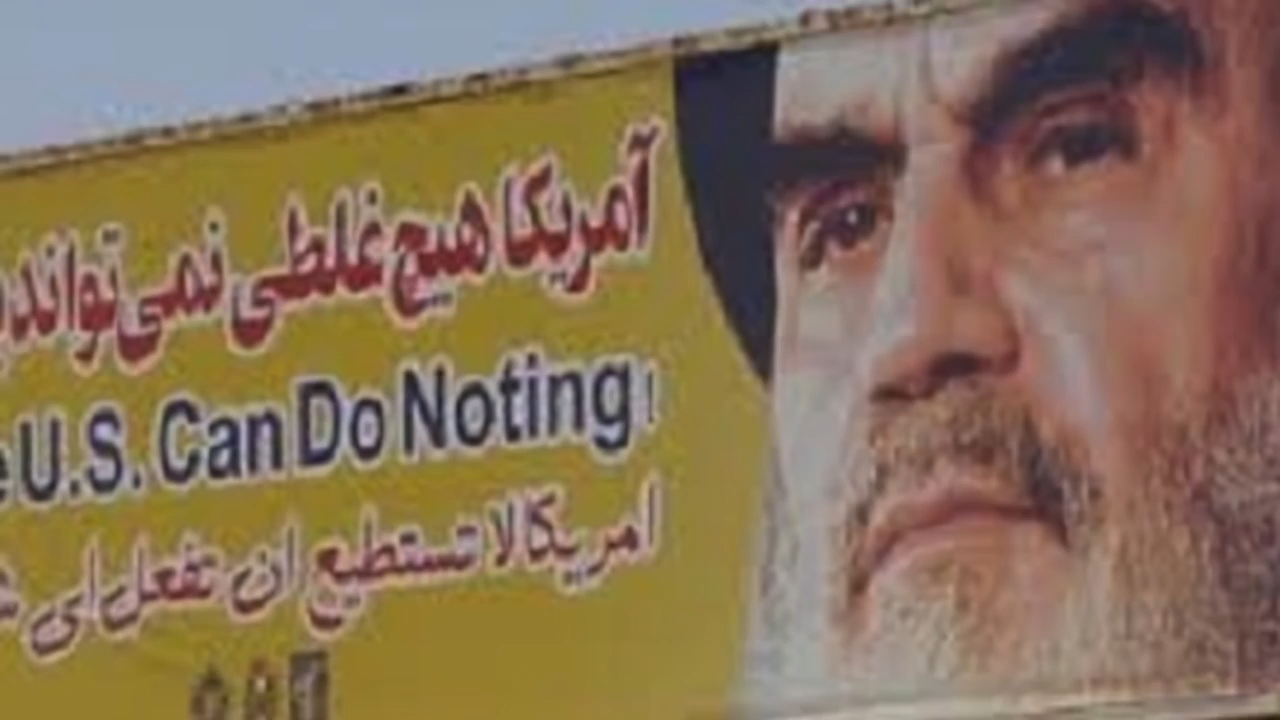 آمریکا هیچ غلطی نمی‌تواند
U.S. Can Do Noting !
امریکا لا تستطیع ان تفعل ای